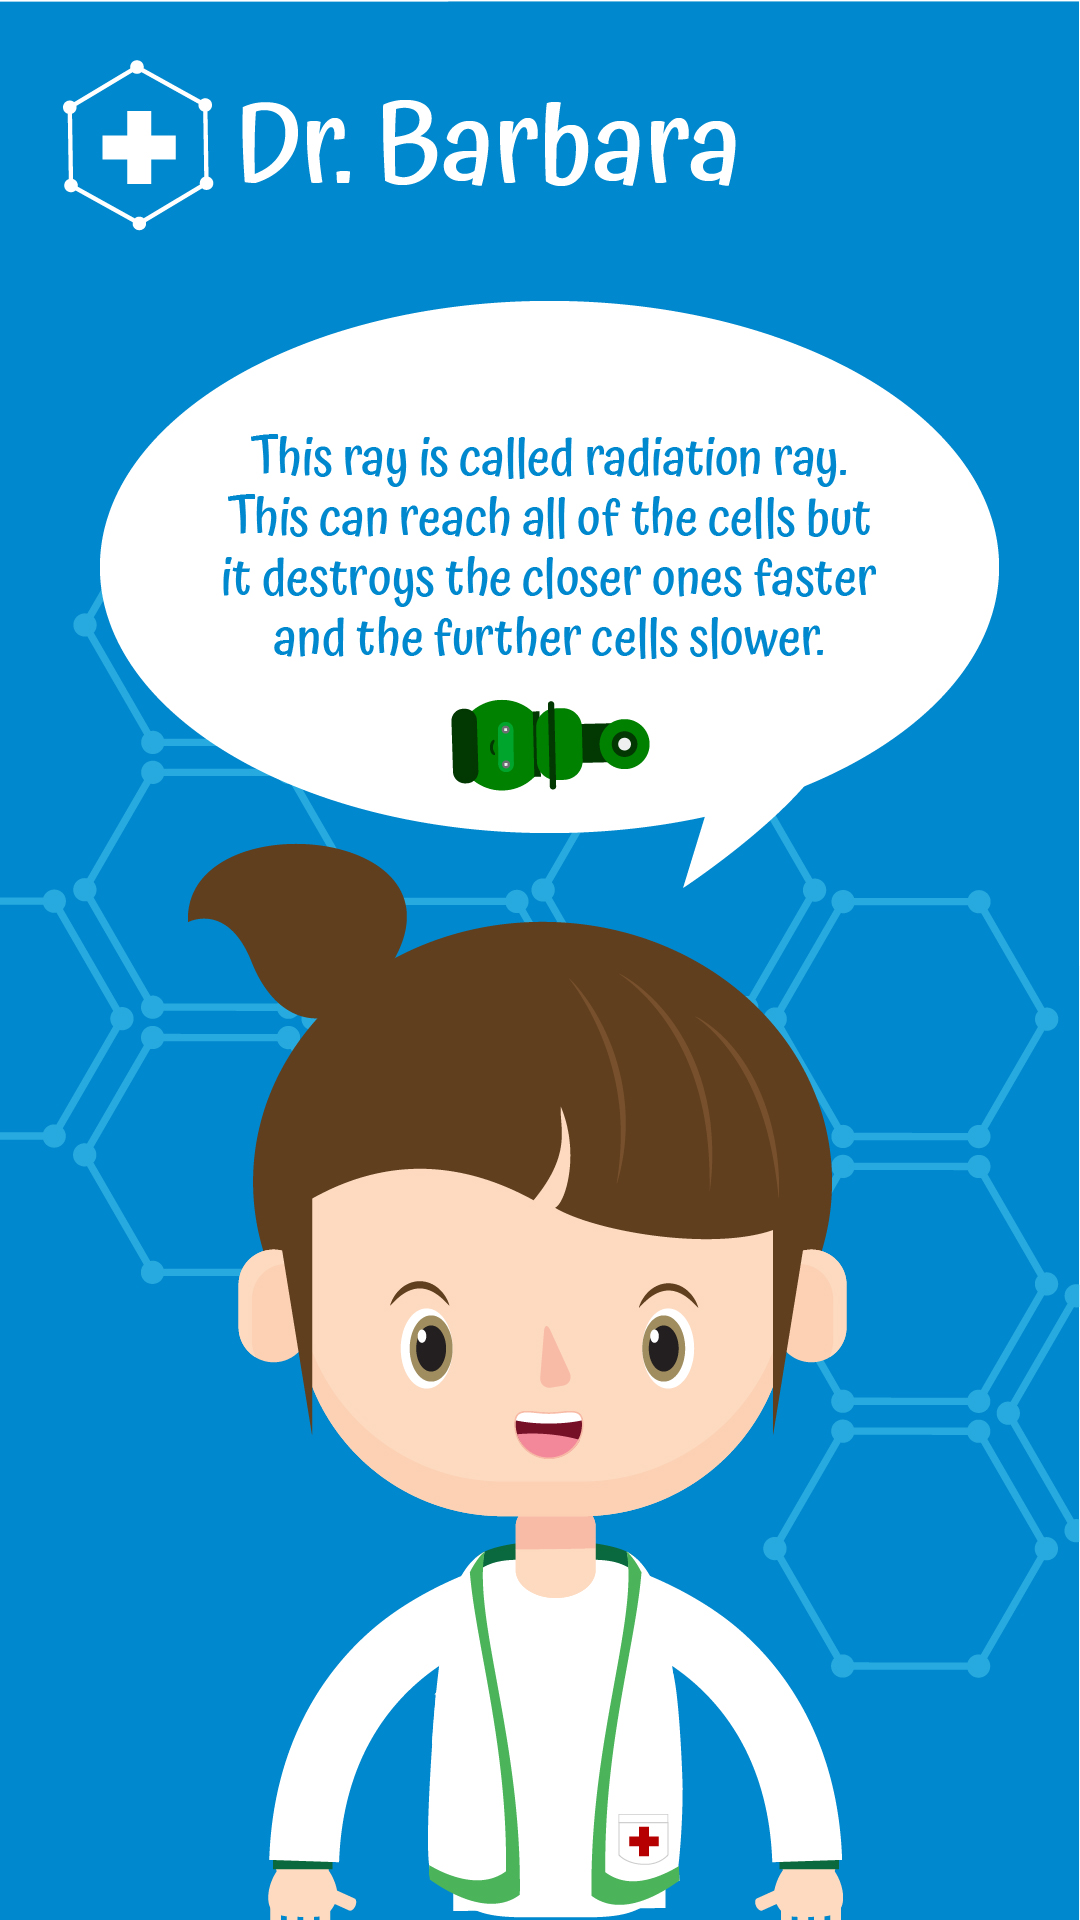 Dr. Barbara
This ray is called radiation ray.
This can reach all of the cells but
it destroys the closer ones faster
and the further cells slower.